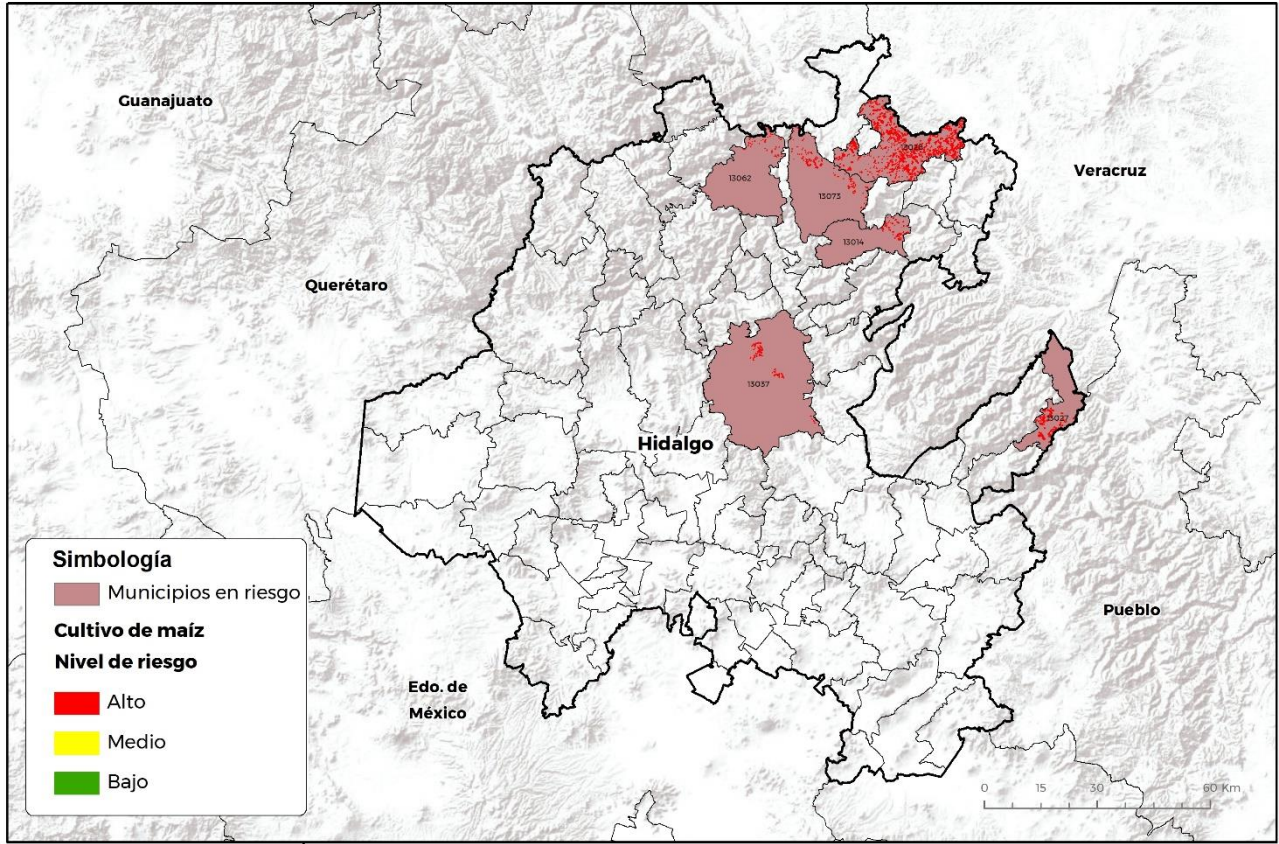 Guanajuato
Veracruz
13062
13073
13014
Querétaro
13037
Hidalgo
Simbología
Municipios en riesgo
Cultivo de maíz
Nivel de riesgo
Alto
Medio
Bajo
Edo. de
México
Pueblo
0 15 30 60 Km